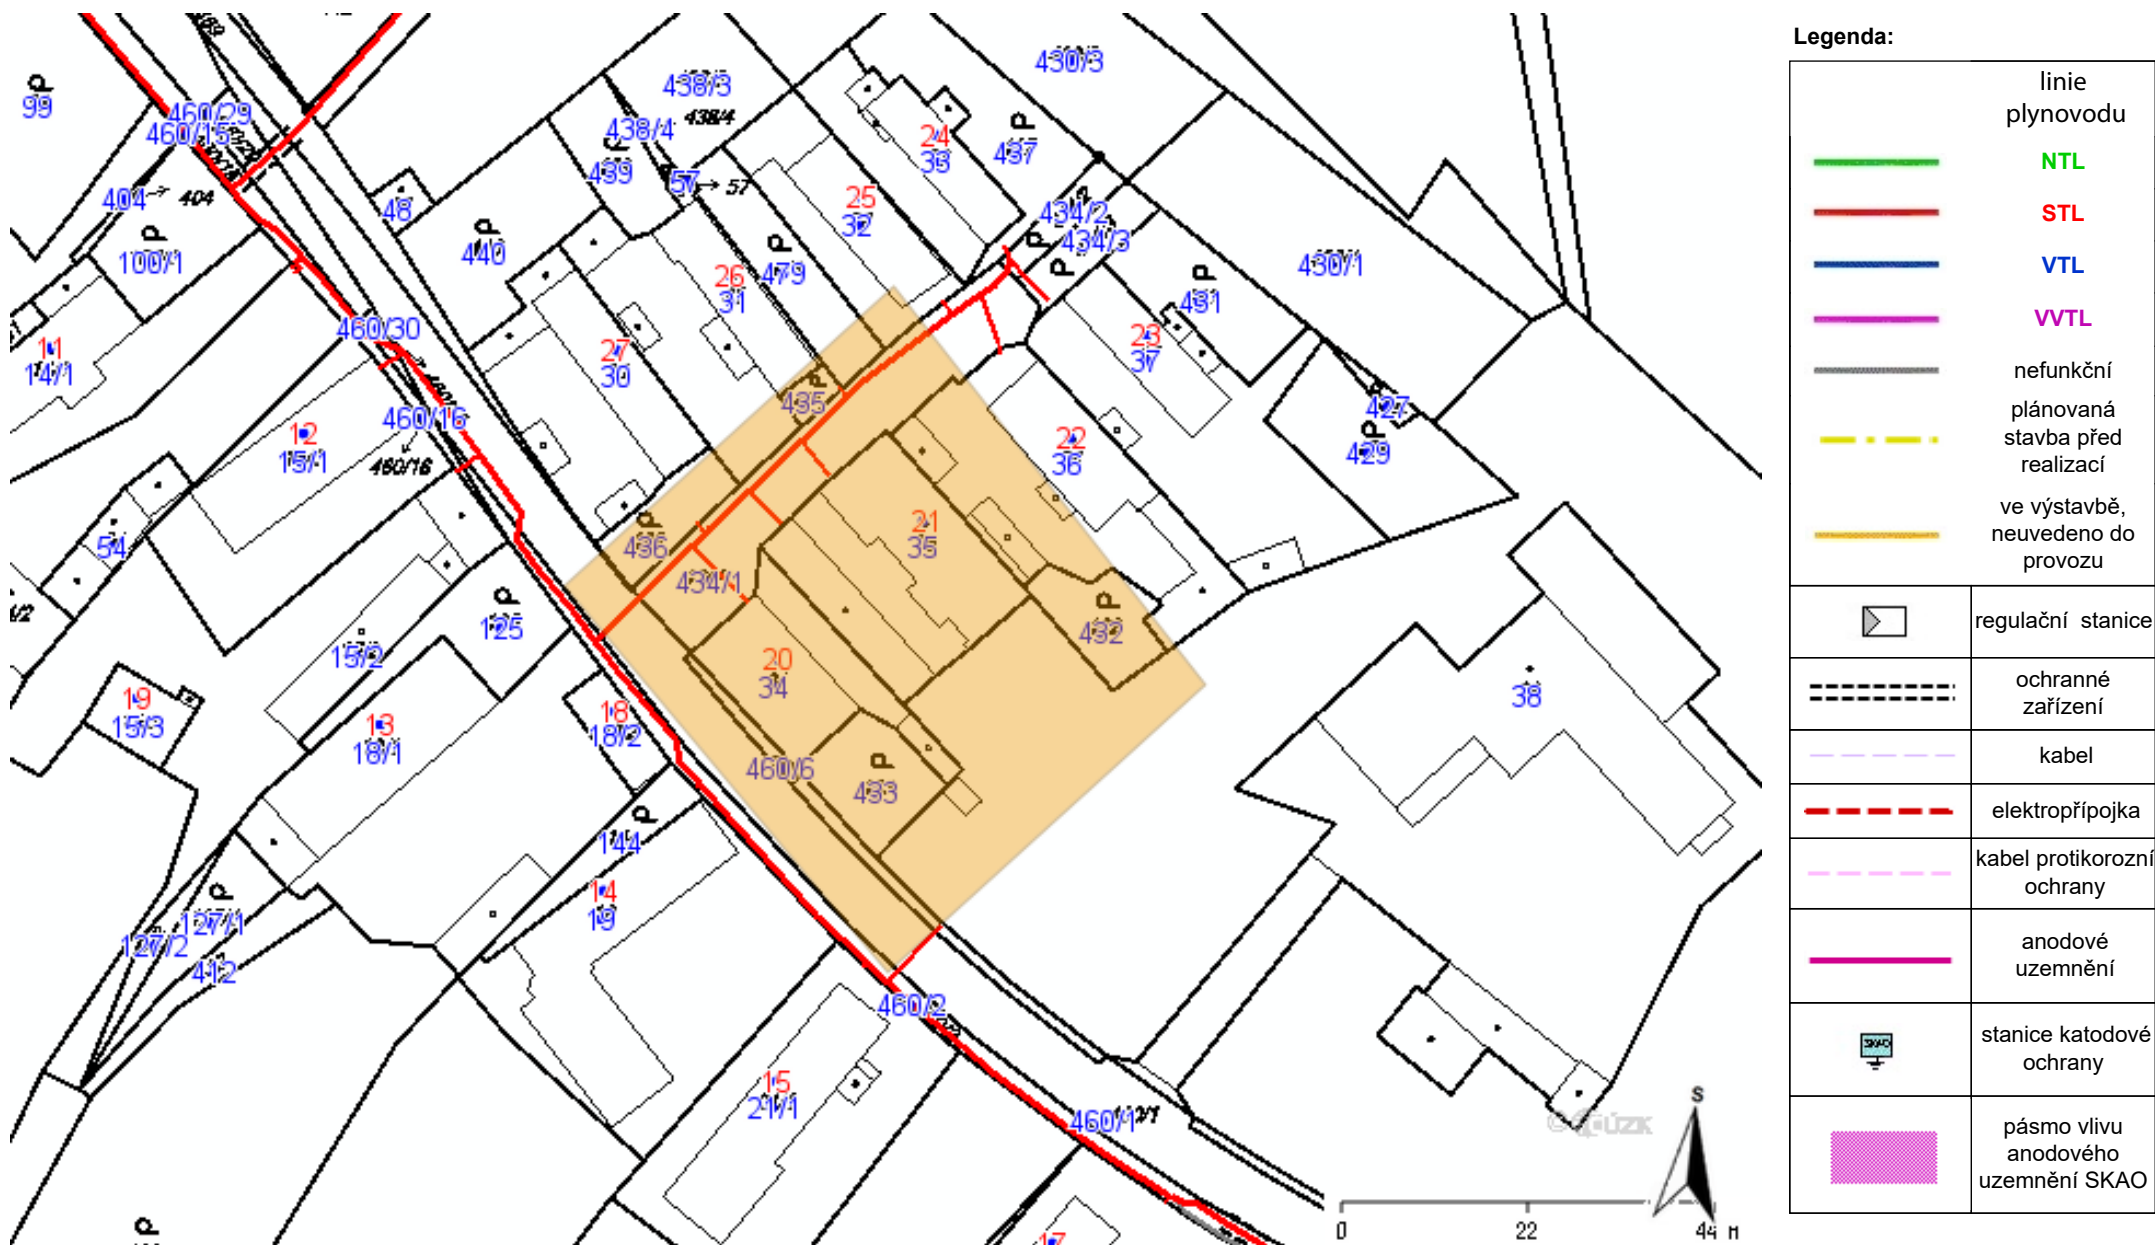 99
460/29
460/15
404
404
100/1
48
440
439
438/3
438/4
438/4
57
57
479
26
31
25
32
24
33
437
430/3
434/2
434/3
430/1
431
23
37
427
429
11
14/1
460/30
460/16
460/16
12
15/1
27
30
435
436
434/1
22
36
21
35
432
20
34
460/6
433
54
15/2
125
19
15/3
13
18/1
18
18/2
144
14
19
127/1
127/2
412
38
460/2
15
21/1
460/1
17
P
S
0
22
44 M
Legenda:
linie
plynovodu
NTL
STL
VTL
VVTL
nefunkční
plánovaná
stavba před
realizací
ve výstavbě,
neuvedeno do
provozu
regulační stanice
ochranné
zařízení
kabel
elektropřípojka
kabel protikorozní
ochrany
anodové
uzemnění
SKAO
stanice katodové
ochrany
pásmo vlivu
anodového
uzemnění SKAO